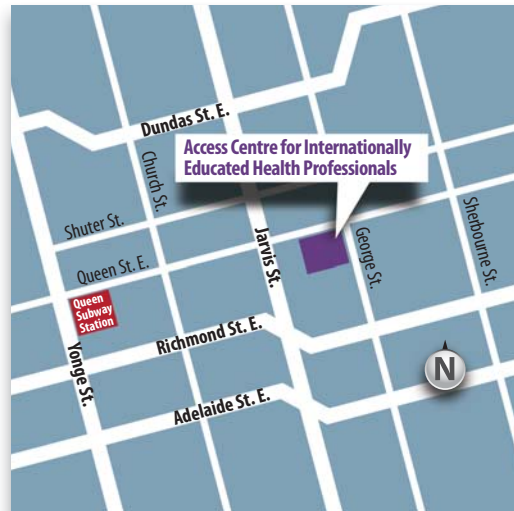 Dundas St. E.
Access Centre for Internationally
Educated Health Professionals
Church St.
Shuter St.
Sherbourne St.
Queen St. E.
Jarvis St.
George St.
Queen
Subway
Station
Richmond St. E.
Yonge St.
N
Adelaide St. E.